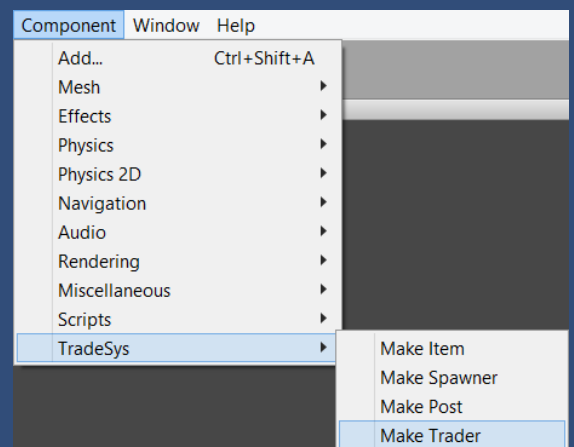 Component Window Help
Add... Ctrl+Shift+A
Mesh
Effects
Physics
Physics 2D
Navigation
Audio
Rendering
Miscellaneous
Scripts
TradeSys
Make Item
Make Spawner
Make Post
Make Trader